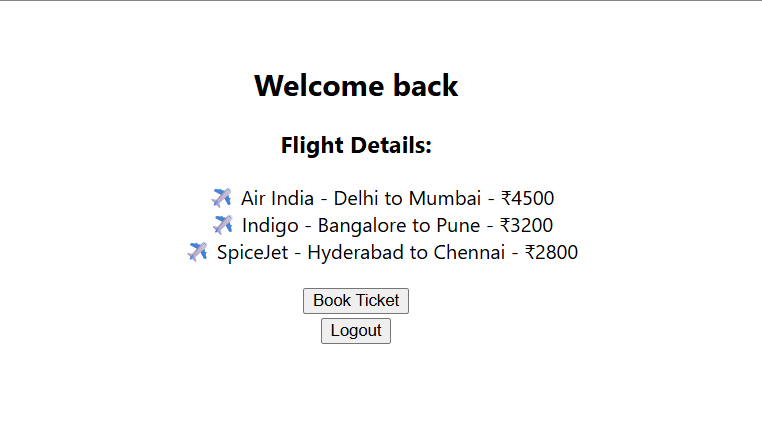 Welcome back
Flight Details:
✈️ Air India - Delhi to Mumbai - ₹4500
✈️ Indigo - Bangalore to Pune - ₹3200
✈️ SpiceJet - Hyderabad to Chennai - ₹2800
Book Ticket
Logout